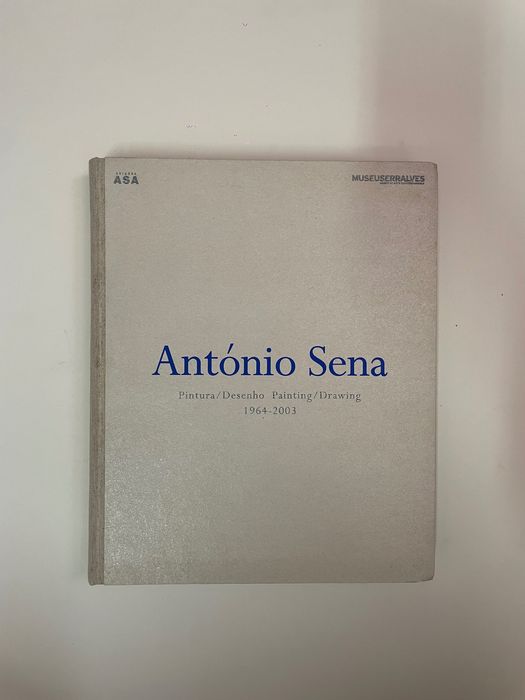 ASA
MUSEUSERRALVES
António Sena
Pintura/Desenho Painting/Drawing
1964-2003